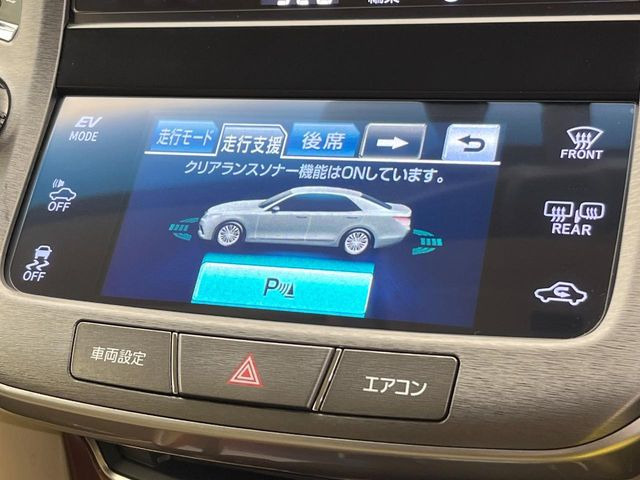 EV
MODE
走行モード
走行支援
後席
FRONT
クリアランスソナー機能はONしています。
OFF
REAR
OFF
P
車両設定
エアコン